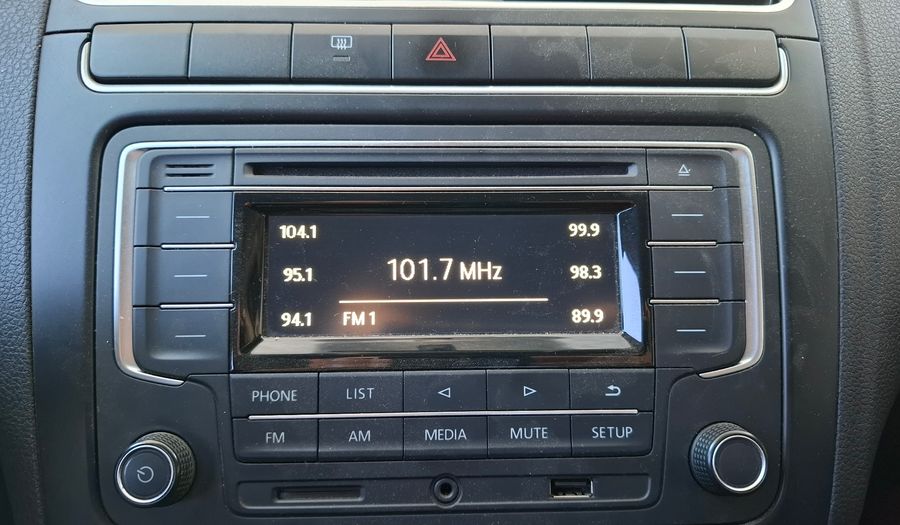 104.1
99.9
95.1
101.7 MHz
98.3
94.1
FM 1
89.9
PHONE
LIST
FM
AM
MEDIA
MUTE
SETUP